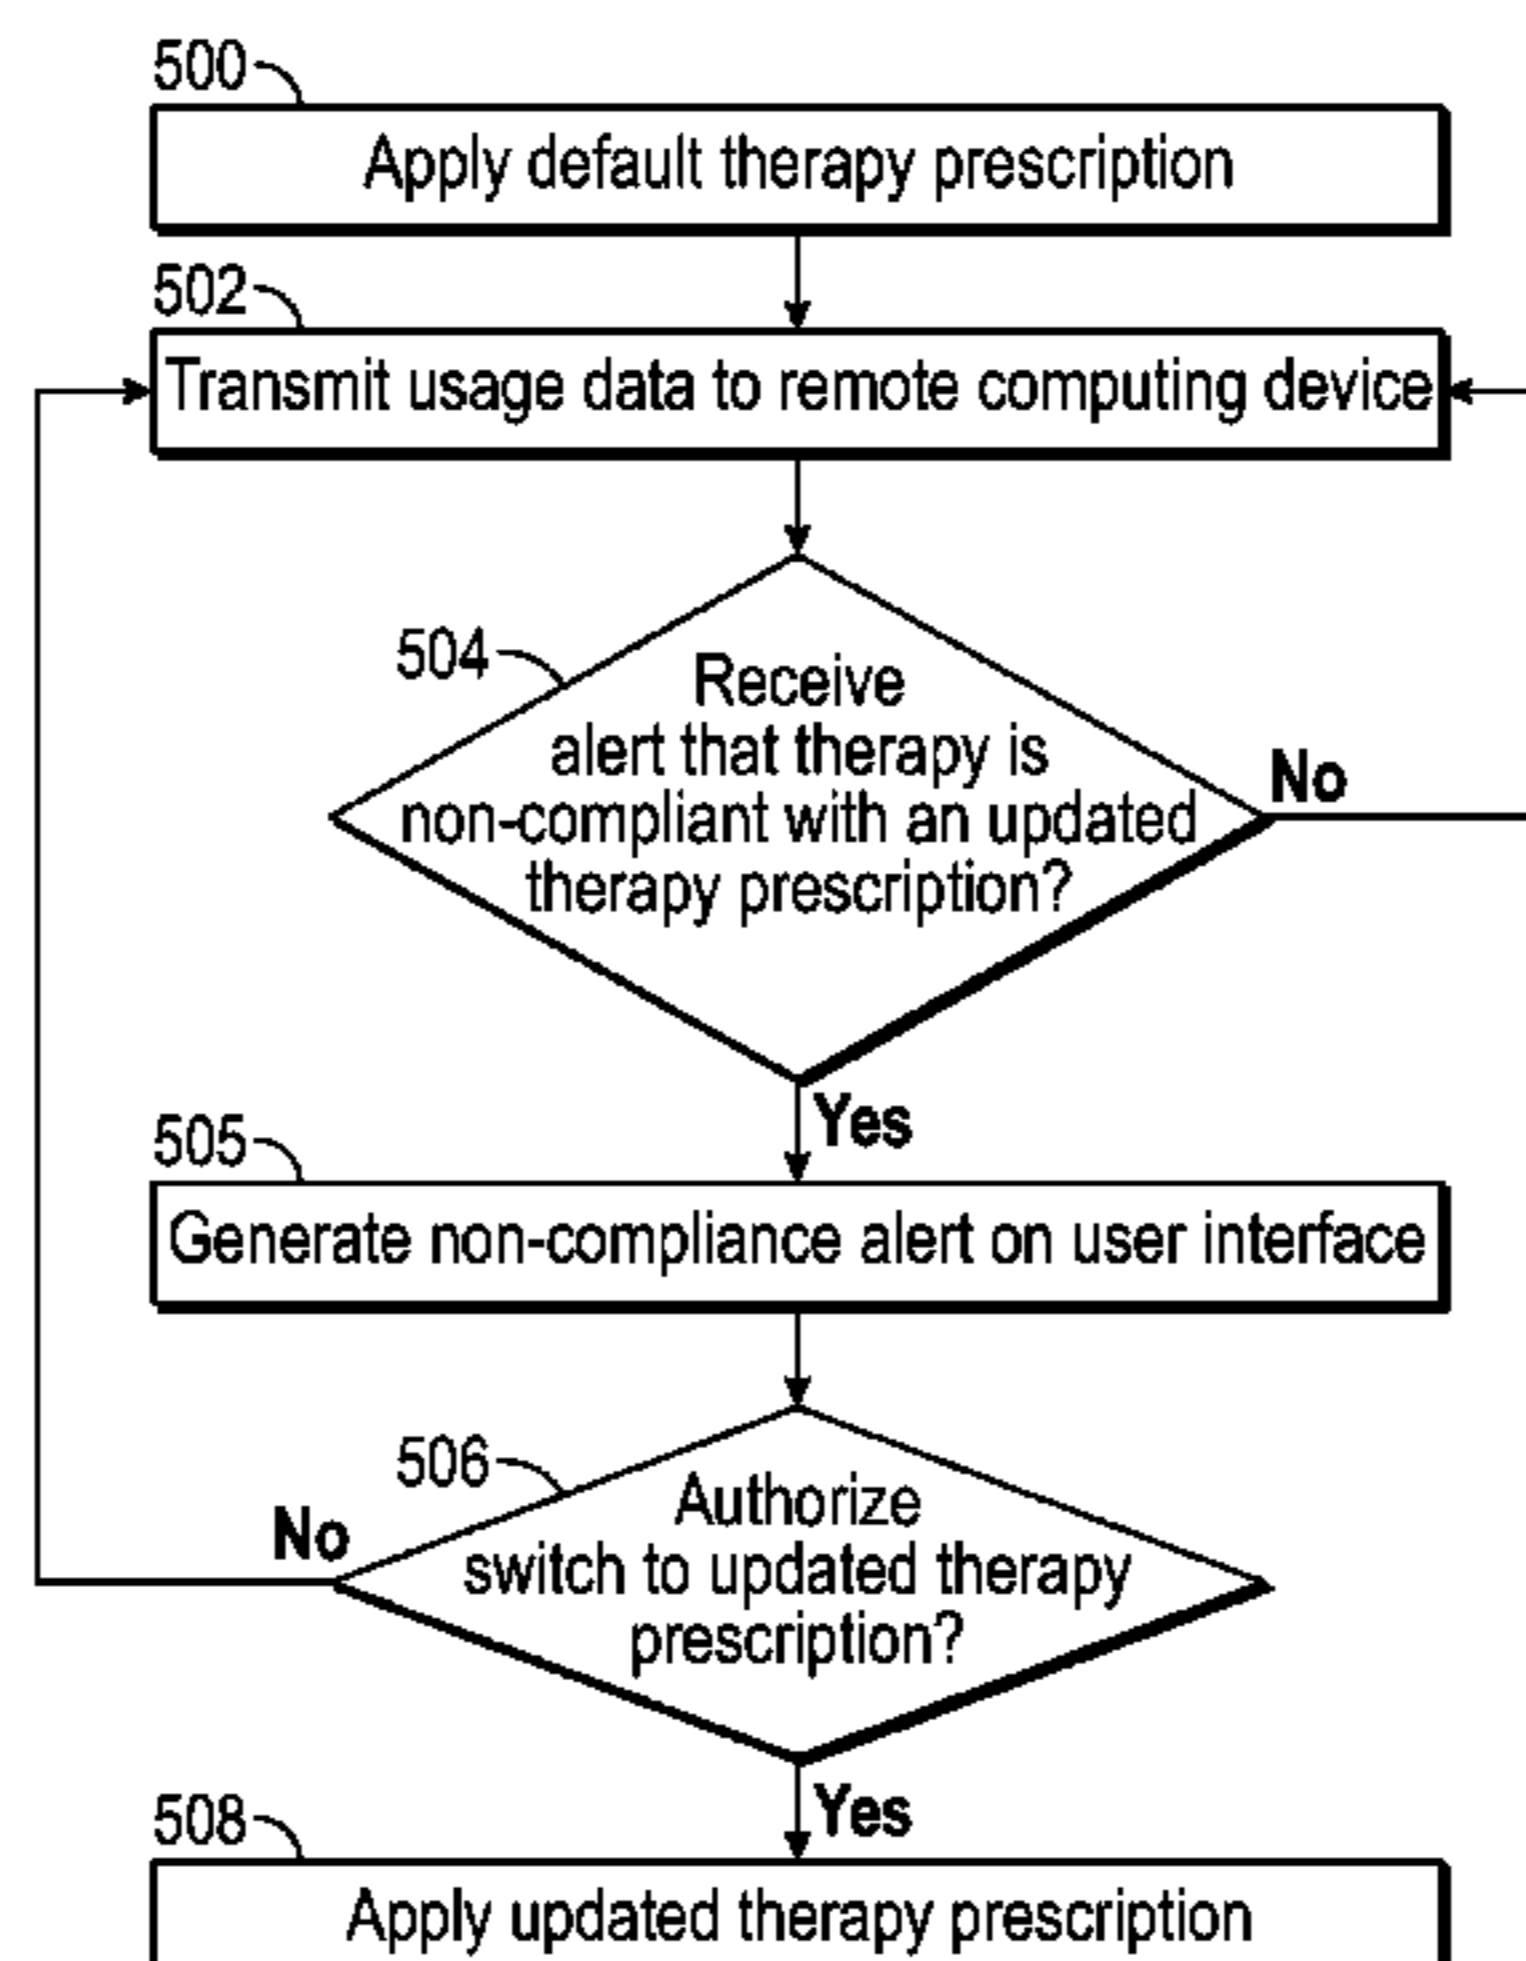 500
Apply default therapy prescription
502
Transmit usage data to remote computing device
504
Receive
alert that therapy is
non-compliant with an updated
therapy prescription?
No
Yes
505
Generate non-compliance alert on user interface
506
Authorize
switch to updated therapy
prescription?
No
Yes
508
Apply updated therapy prescription